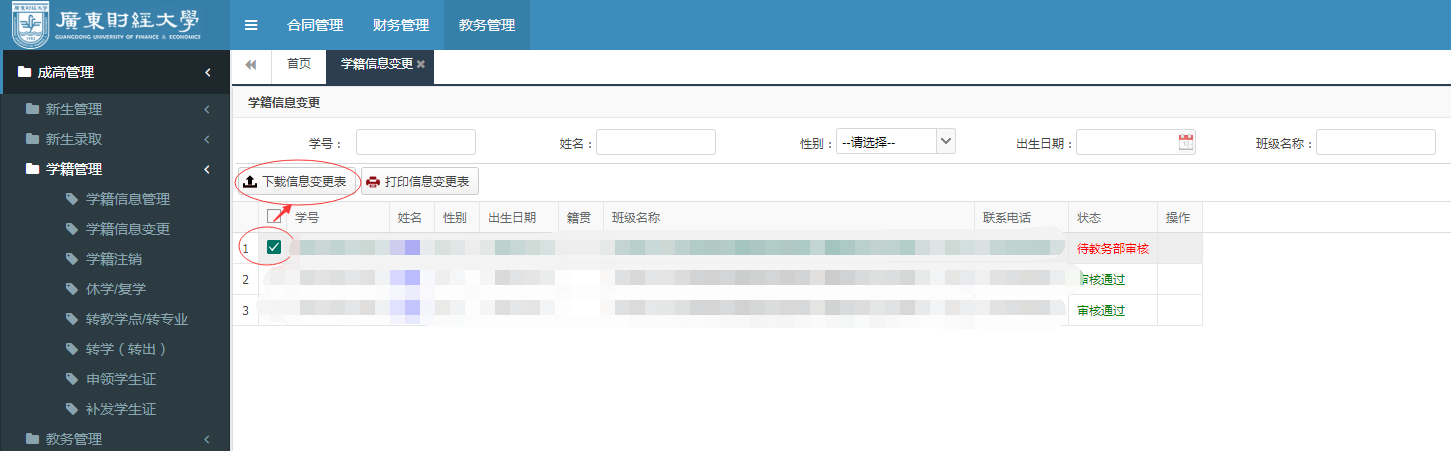 廣東財經大學
GUANGDONG UNIVERSITY OF FINANCE & ECONOMICS
合同管理 财务管理 教务管理
成高管理
新生管理
新生录取
学籍管理
学籍信息管理
学籍信息变更
学籍注销
休学/复学
转教学点/转专业
转学（转出）
申领学生证
补发学生证
教务管理
首页 学籍信息变更
学籍信息变更
学号： 姓名： 性别： --请选择-- 出生日期： 班级名称：
下载信息变更表 打印信息变更表
学号 姓名 性别 出生日期 籍贯 班级名称 联系电话 状态 操作
1 待教务部审核
2 审核通过
3 审核通过